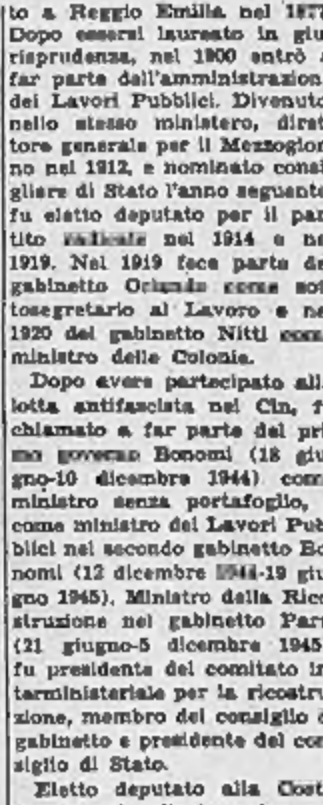 to a Reggio Emilia nel 1877
Dopo essersi laureato in giu
risprudenza, nel 1900 entrò a
far parte dell'amministrazion
dei Lavori Pubblici. Divenuto
nello stesso ministero, diret
tore generale per il Mezzogior
no nel 1912, e nominato consi
gliere di Stato l'anno seguente
fu eletto deputato per il par
tito radicale nel 1914 e ne
1919. Nel 1919 fece parte de
gabinetto Orlando come sot
tosegretario al Lavoro e ne
1920 del gabinetto Nitti come
ministro delle Colonie.
Dopo avere partecipato all
lotta antifascista nel Cln, f
chiamato a far parte del pri
mo governo Bonomi (18 giu
gno-10 dicembre 1944) com
ministro senza portafoglio,
come ministro dei Lavori Pub
blici nel secondo gabinetto Bo
nomi (12 dicembre 1944-19 giu
gno 1945). Ministro della Rico
struzione nel gabinetto Parr
(21 giugno-5 dicembre 1945
fu presidente del comitato in
terministeriale per la ricostru
zione, membro del consiglio d
gabinetto e presidente del con
siglio di Stato.
Eletto deputato alla Cost